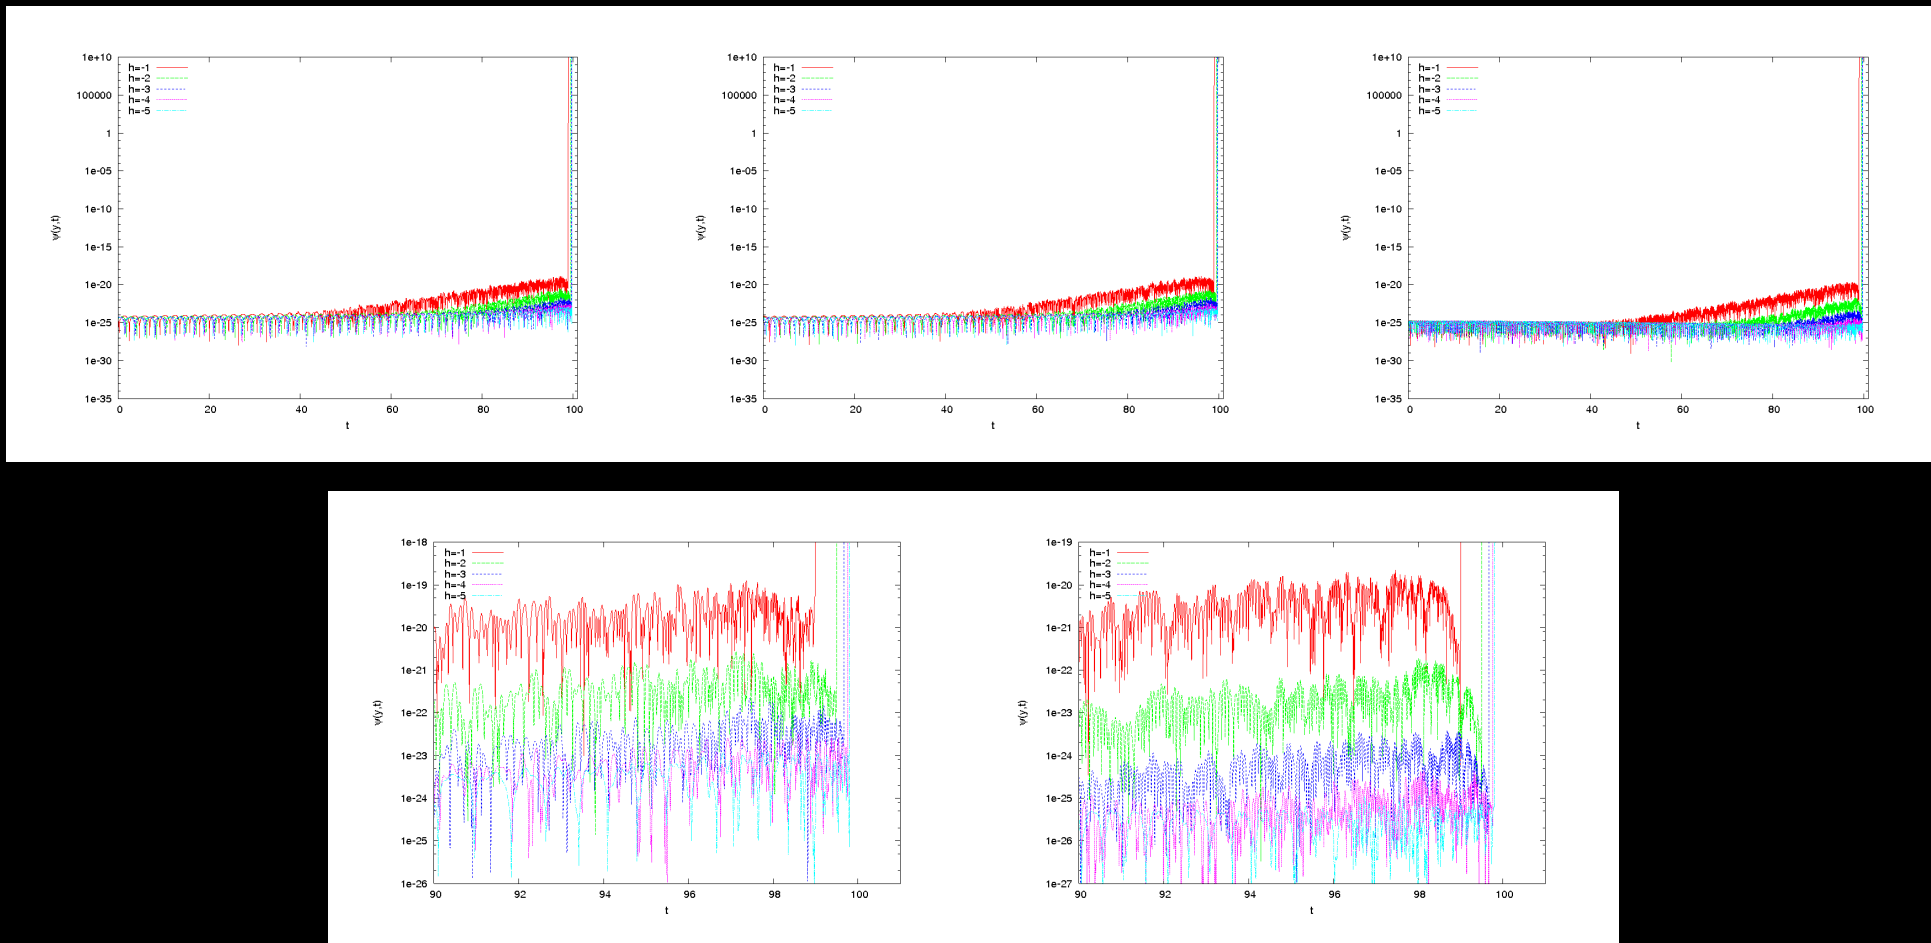 1e+10
100000
1
1e-05
1e-10
1e-15
1e-20
1e-25
1e-30
1e-35
0 20 40 60 80 100
ψ(y,t)
t
h=-1
h=-2
h=-3
h=-4
h=-5
1e+10
100000
1
1e-05
1e-10
1e-15
1e-20
1e-25
1e-30
1e-35
0 20 40 60 80 100
ψ(y,t)
t
h=-1
h=-2
h=-3
h=-4
h=-5
1e+10
100000
1
1e-05
1e-10
1e-15
1e-20
1e-25
1e-30
1e-35
0 20 40 60 80 100
ψ(y,t)
t
h=-1
h=-2
h=-3
h=-4
h=-5
1e-18
1e-19
1e-20
1e-21
1e-22
1e-23
1e-24
1e-25
1e-26
90 92 94 96 98 100
ψ(y,t)
t
h=-1
h=-2
h=-3
h=-4
h=-5
1e-19
1e-20
1e-21
1e-22
1e-23
1e-24
1e-25
1e-26
1e-27
90 92 94 96 98 100
ψ(y,t)
t
h=-1
h=-2
h=-3
h=-4
h=-5